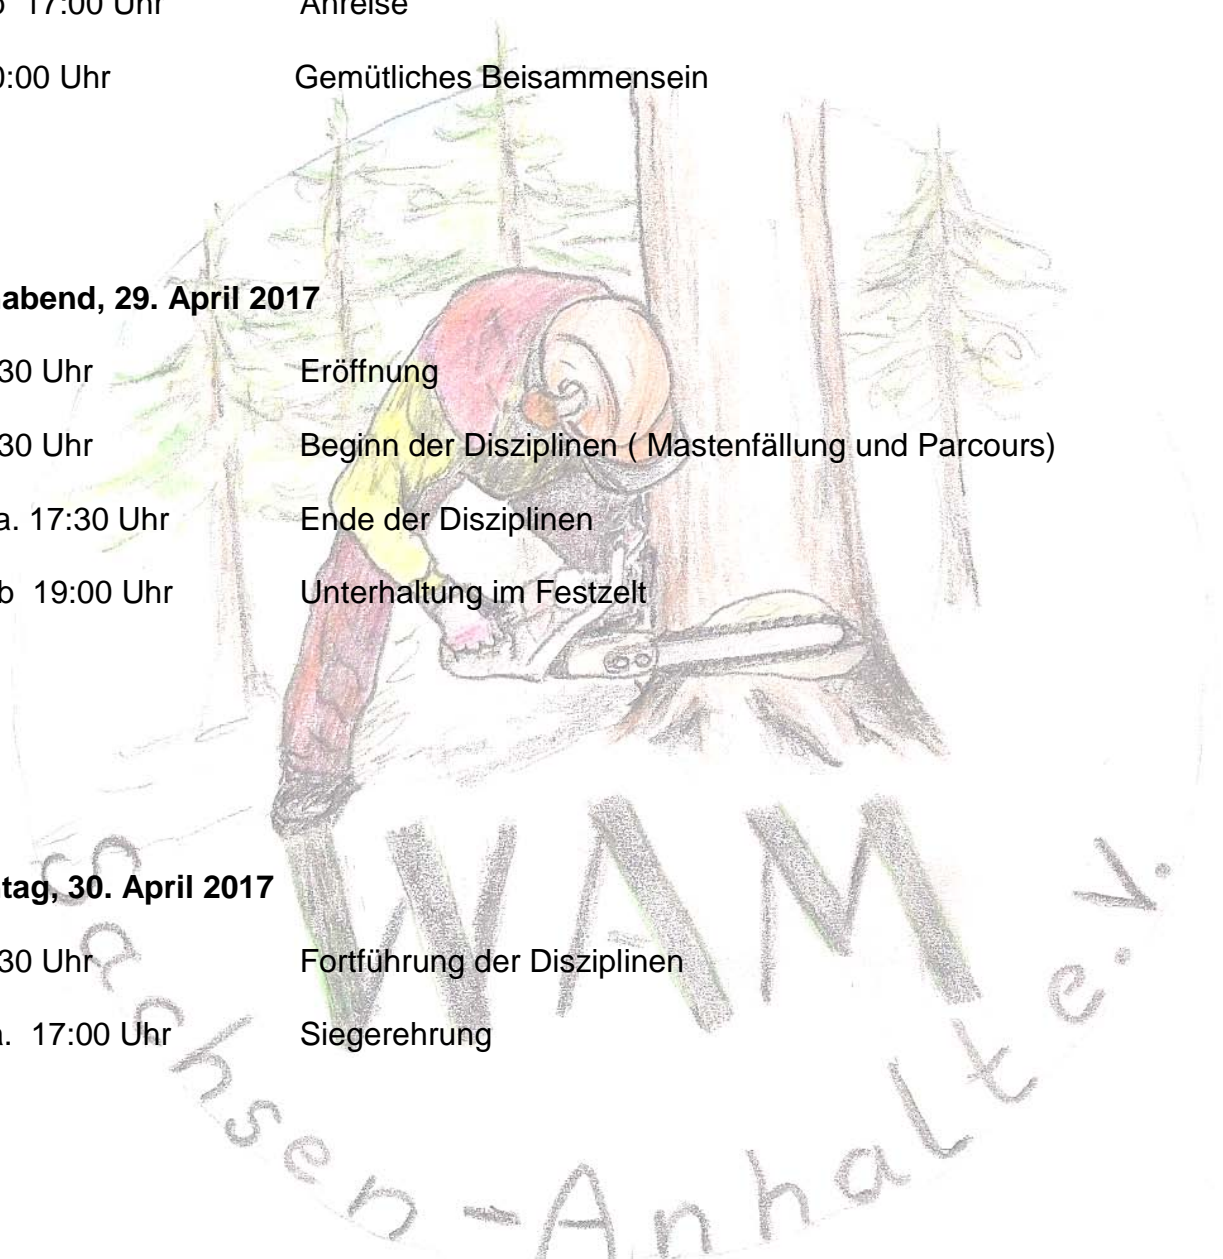 17:00 Uhr Anreise
:00 Uhr Gemütliches Beisammensein
abend, 29. April 2017
30 Uhr Eröffnung
30 Uhr Beginn der Disziplinen ( Mastenfällung und Parcours)
a. 17:30 Uhr Ende der Disziplinen
b 19:00 Uhr Unterhaltung im Festzelt
tag, 30. April 2017
30 Uhr Fortführung der Disziplinen
a. 17:00 Uhr Siegerehrung
WAM
Sachsen-Anhalt e.V.